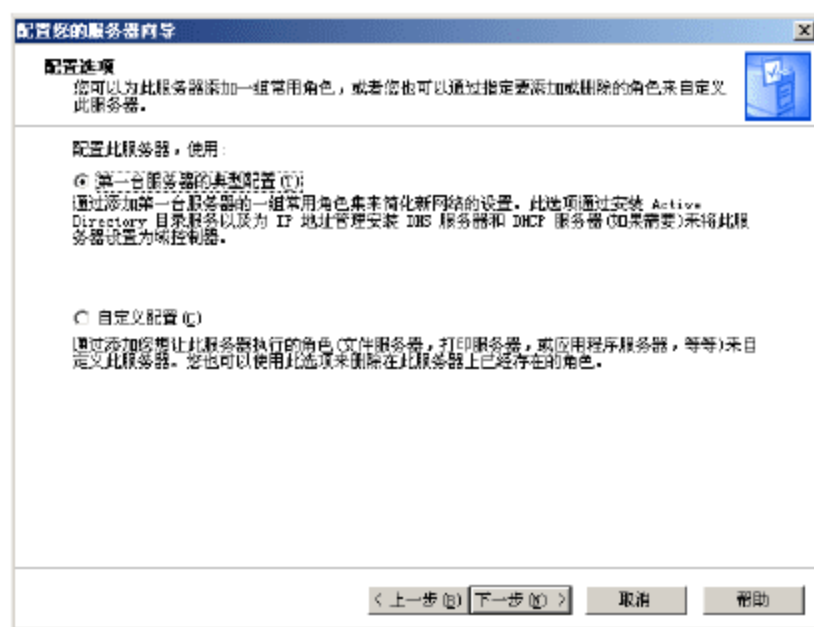 配置您的服务器向导
配置选项
您可以为此服务器添加一组常用角色，或者您也可以通过指定要添加或删除的角色来自定义
此服务器。
配置此服务器，使用:
第一台服务器的典型配置(T)
通过添加第一台服务器的一组常用角色集来简化新网络的设置。此选项通过安装 Active
Directory 目录服务以及为 IP 地址管理安装 DNS 服务器和 DHCP 服务器(如果需要)来将此服
务器设置为域控制器。
自定义配置(C)
通过添加您想让此服务器执行的角色(文件服务器，打印服务器，或应用程序服务器，等等)来自
定义此服务器。您也可以使用此选项来删除在此服务器上已经存在的角色。
< 上一步(B) 下一步(N) > 取消 帮助